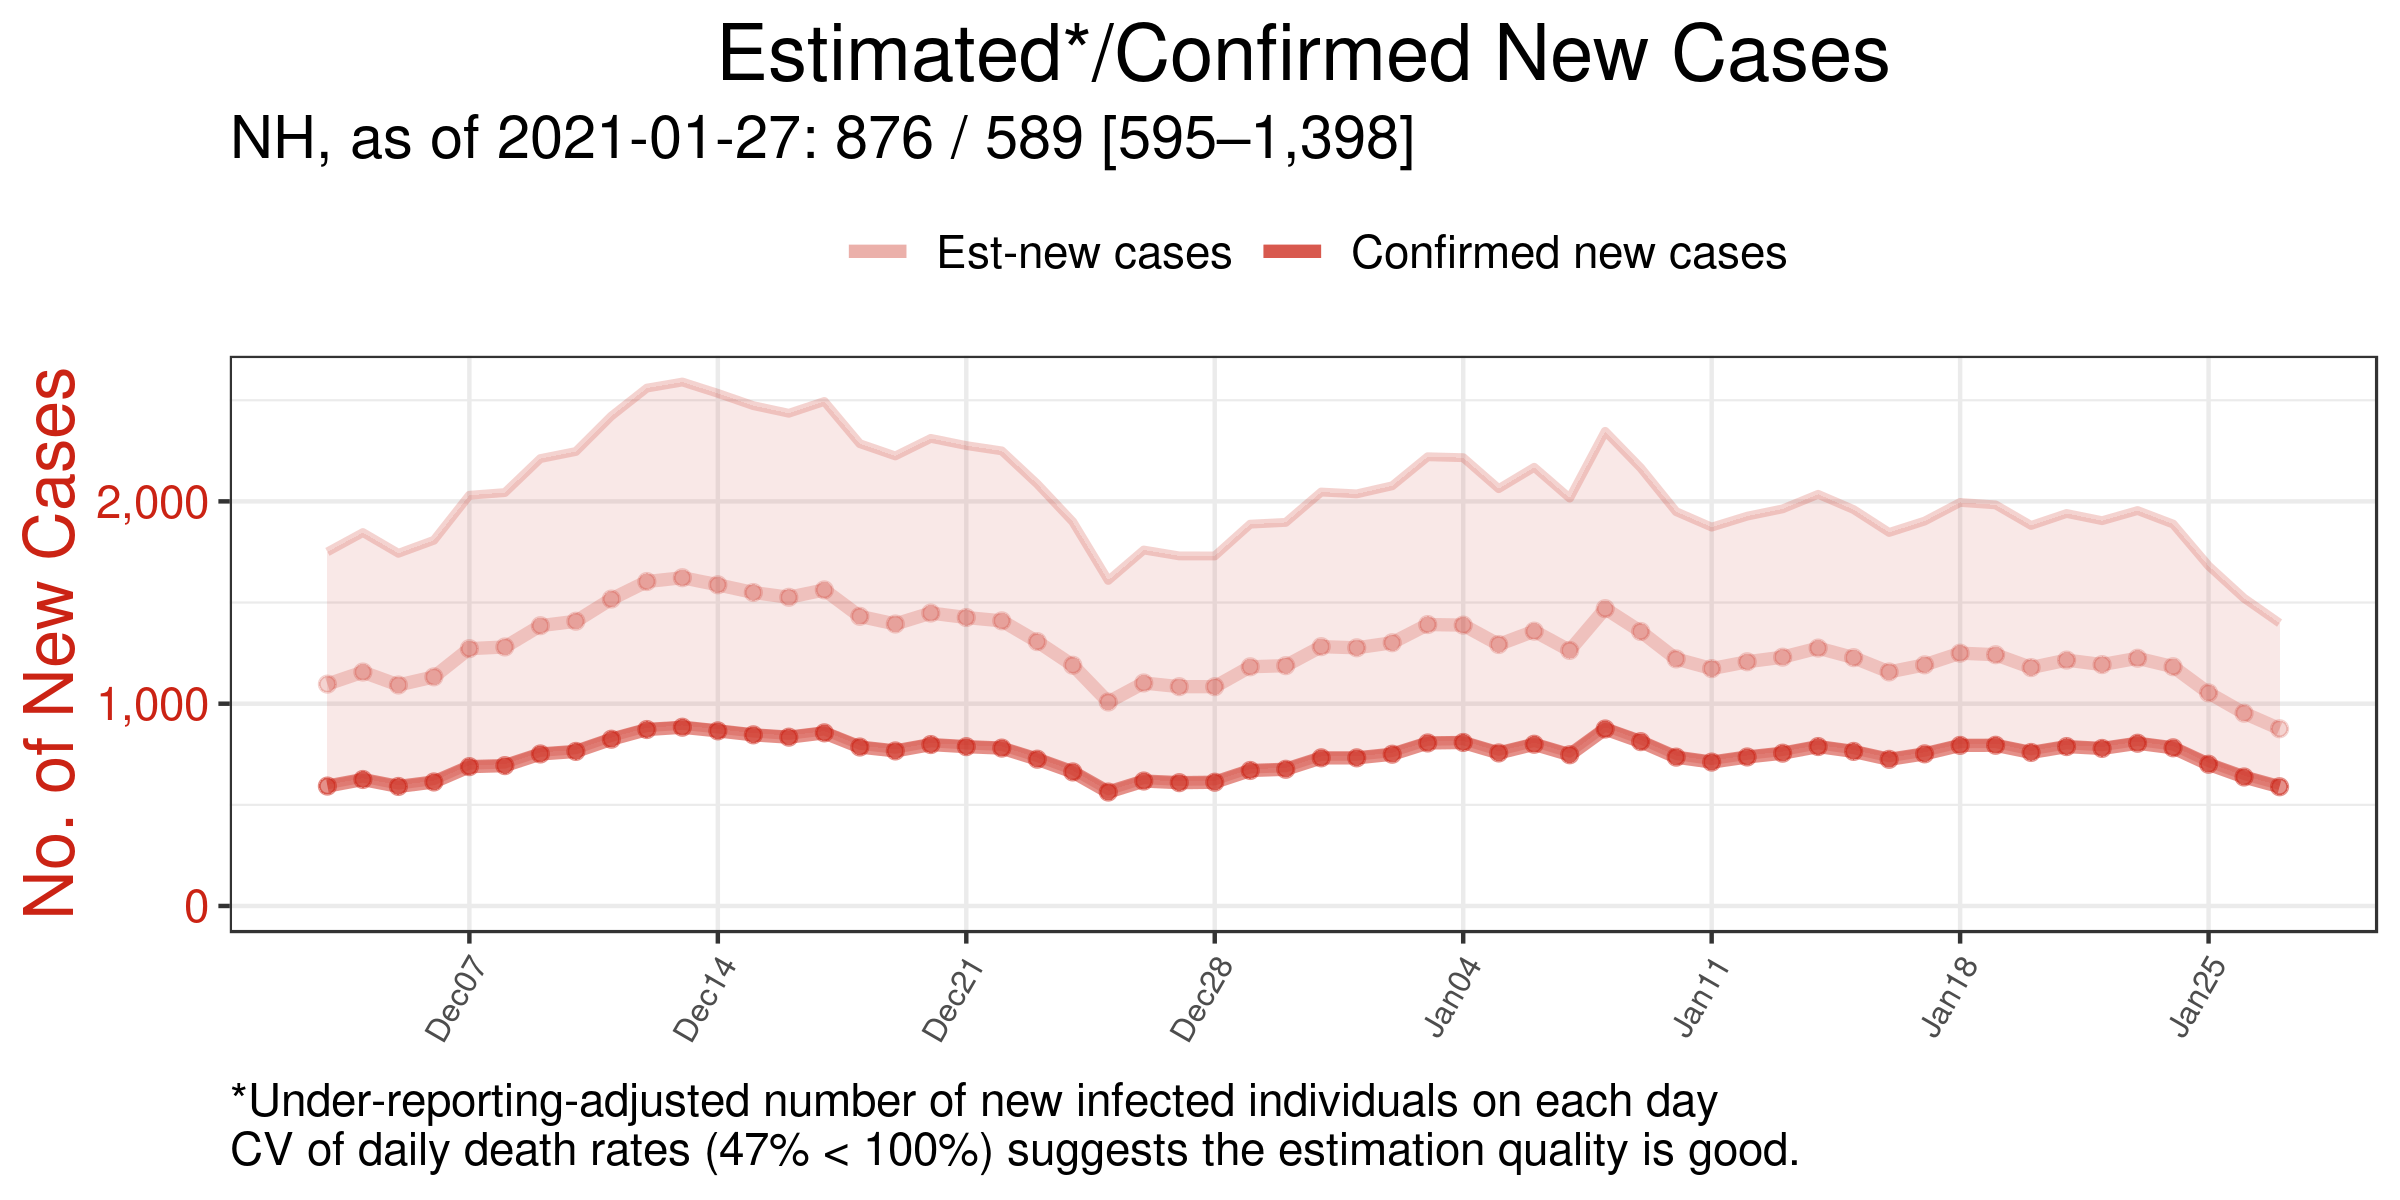 Estimated*/Confirmed New Cases
NH, as of 2021-01-27: 876 / 589 [595–1,398]
Est-new cases
Confirmed new cases
No. of New Cases
2,000
1,000
0
Dec07
Dec14
Dec21
Dec28
Jan04
Jan11
Jan18
Jan25
*Under-reporting-adjusted number of new infected individuals on each day
CV of daily death rates (47% < 100%) suggests the estimation quality is good.